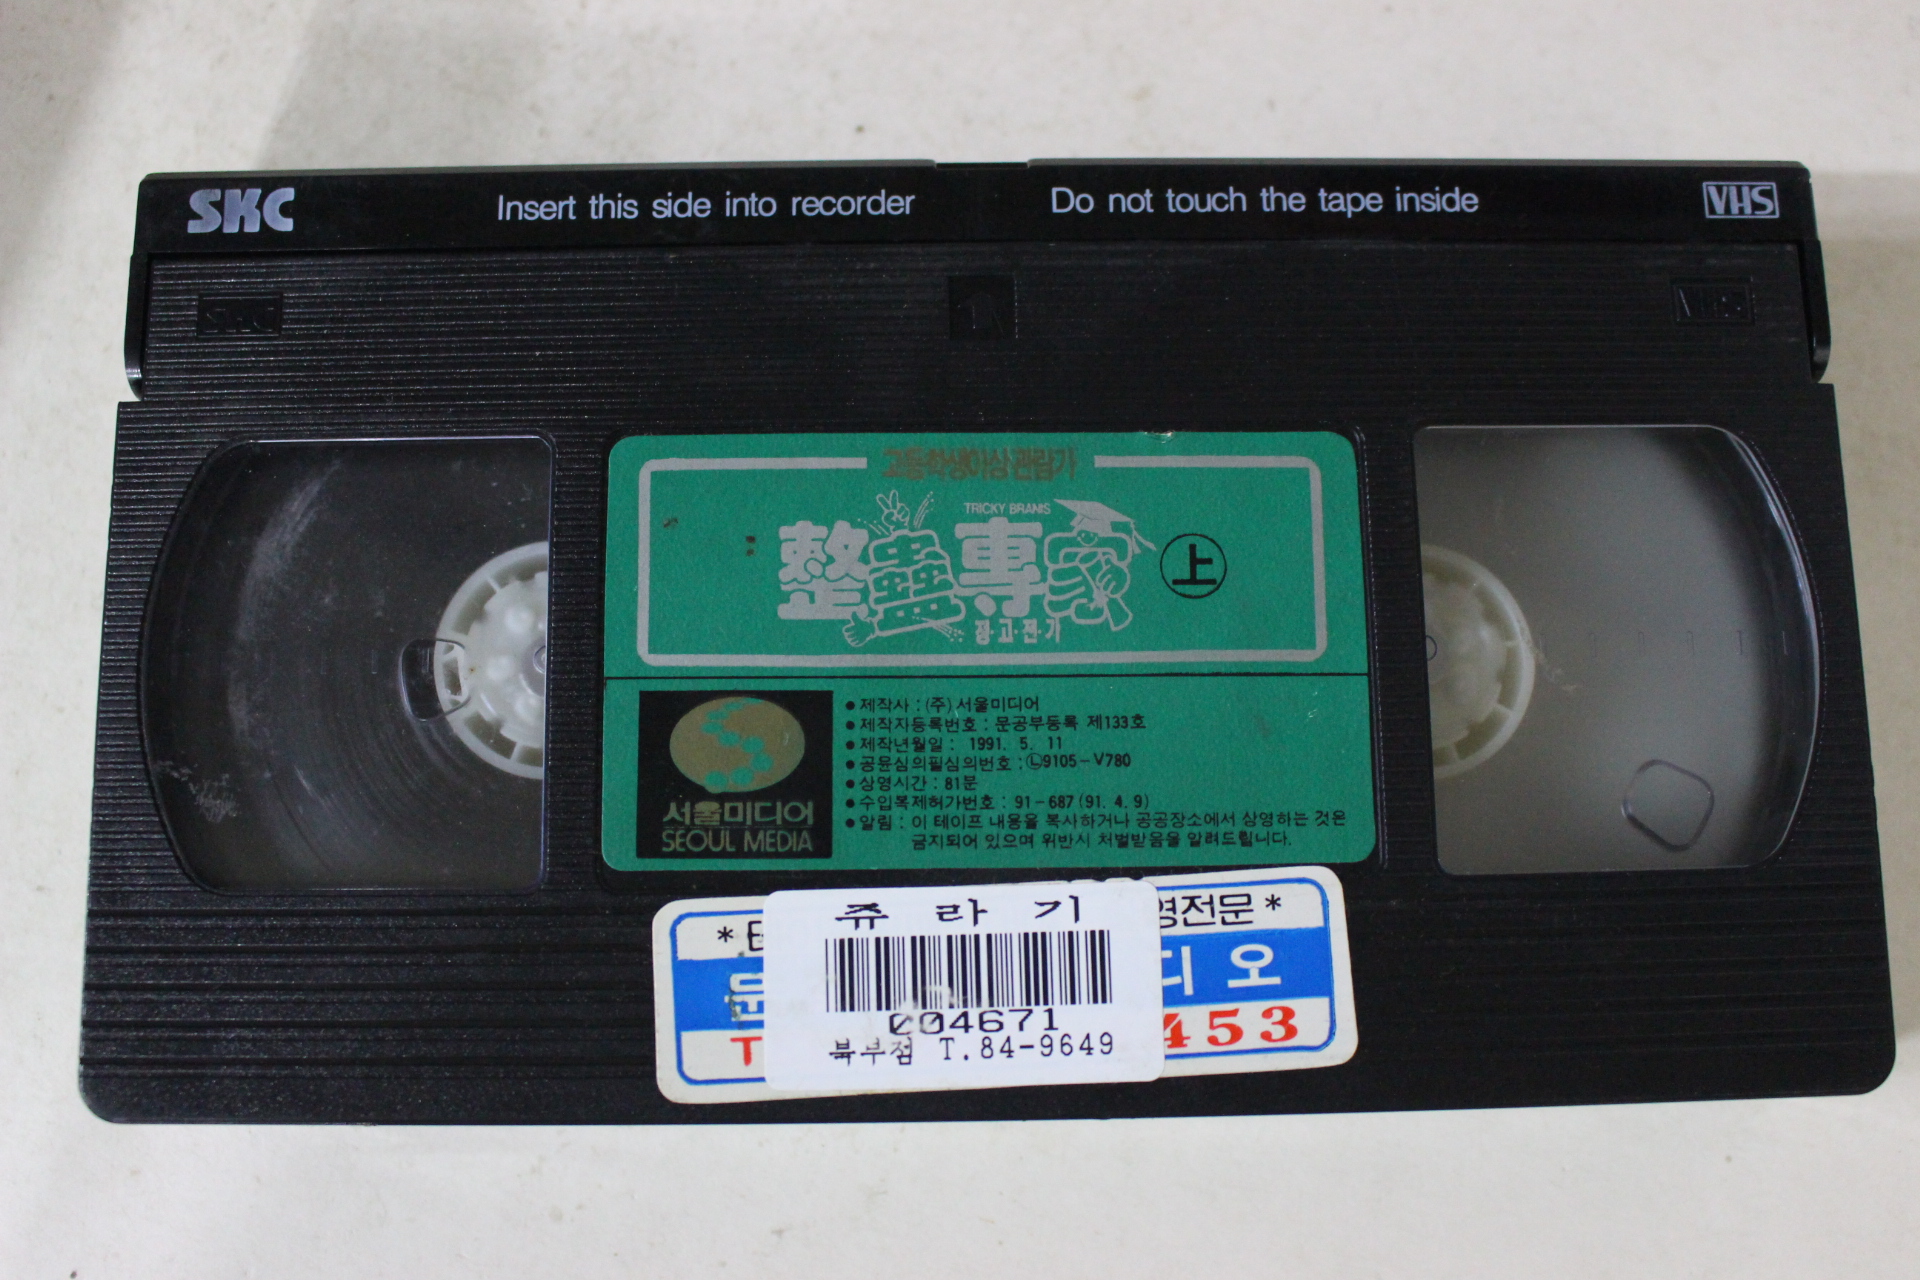 SKC Insert this side into recorder Do not touch the tape inside VHS
SKC VHS
고등학생이상관람가
TRICKY BRANIS
整蠱專家 上
정·고·전·가
서울미디어
SEOUL MEDIA
● 제작사 : (주) 서울미디어
● 제작자등록번호 : 문공부등록 제133호
● 제작년월일 : 1991. 5. 11
● 공륜심의필심의번호 : ㉡9105-V780
● 상영시간 : 81분
● 수입복제허가번호 : 91-687 (91. 4. 9)
● 알림 : 이 테이프 내용을 복사하거나 공공장소에서 상영하는 것은
금지되어 있으며 위반시 처벌받음을 알려드립니다.
쥬 라 기
004671
북부점 T.84-9649
영전문 *
디 오
453